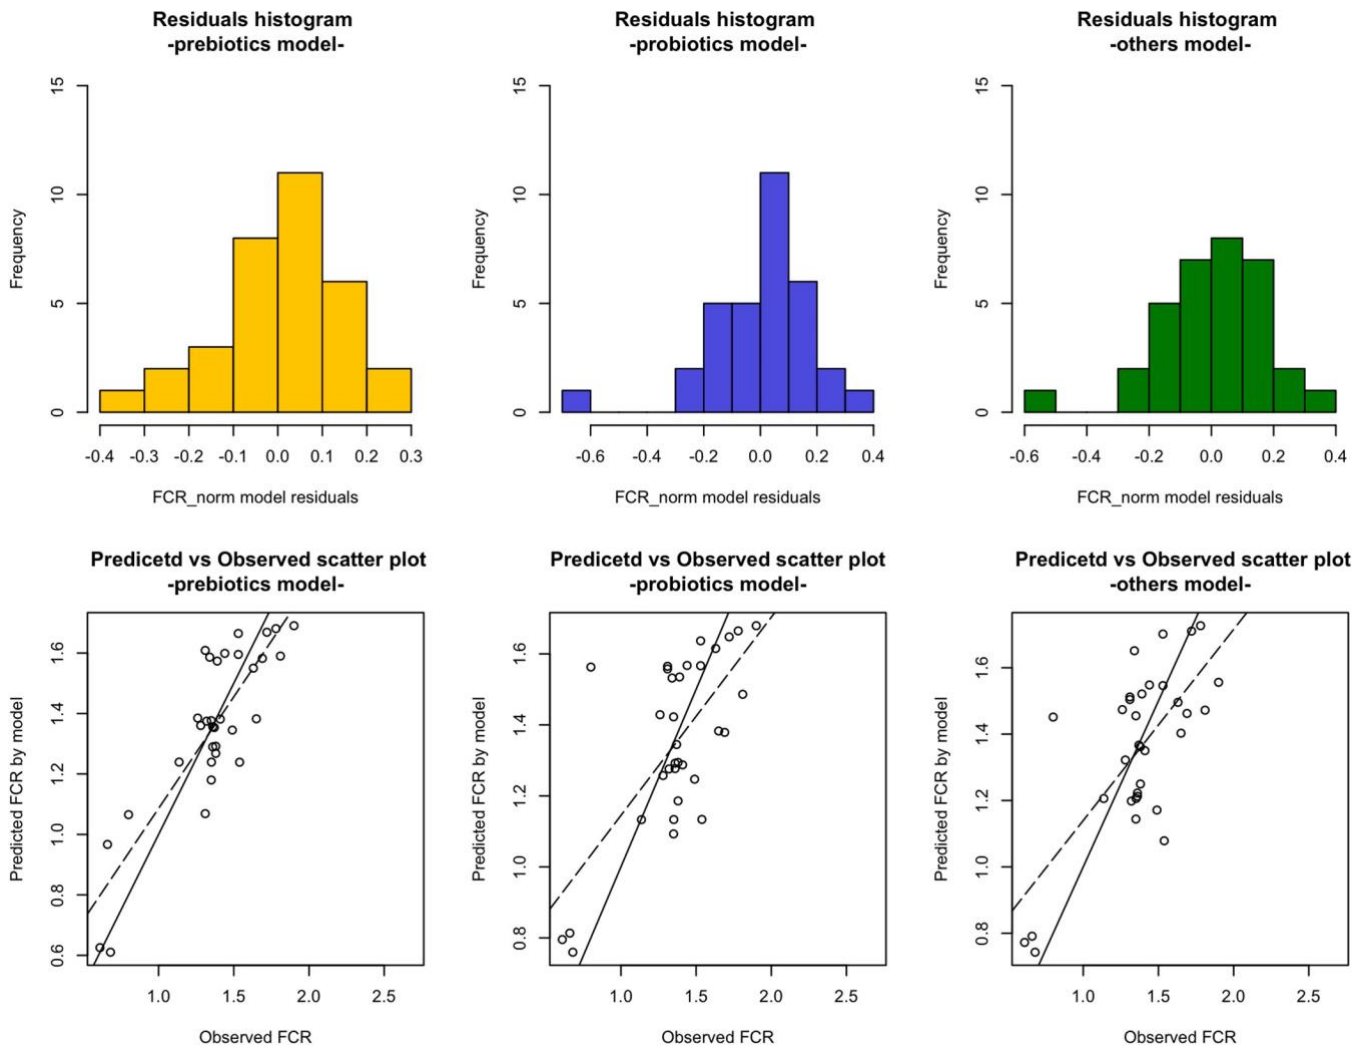 Residuals histogram
-prebiotics model-
Residuals histogram
-probiotics model-
Residuals histogram
-others model-
15
10
5
0
Frequency
-0.4 -0.3 -0.2 -0.1 0.0 0.1 0.2 0.3
FCR_norm model residuals
15
10
5
0
Frequency
-0.6 -0.2 0.0 0.2 0.4
FCR_norm model residuals
15
10
5
0
Frequency
-0.6 -0.2 0.0 0.2 0.4
FCR_norm model residuals
Predicetd vs Observed scatter plot
-prebiotics model-
Predicetd vs Observed scatter plot
-probiotics model-
Predicetd vs Observed scatter plot
-others model-
1.6
1.4
1.2
1.0
0.8
0.6
Predicted FCR by model
1.0 1.5 2.0 2.5
Observed FCR
1.6
1.4
1.2
1.0
0.8
Predicted FCR by model
1.0 1.5 2.0 2.5
Observed FCR
1.6
1.4
1.2
1.0
0.8
Predicted FCR by model
1.0 1.5 2.0 2.5
Observed FCR